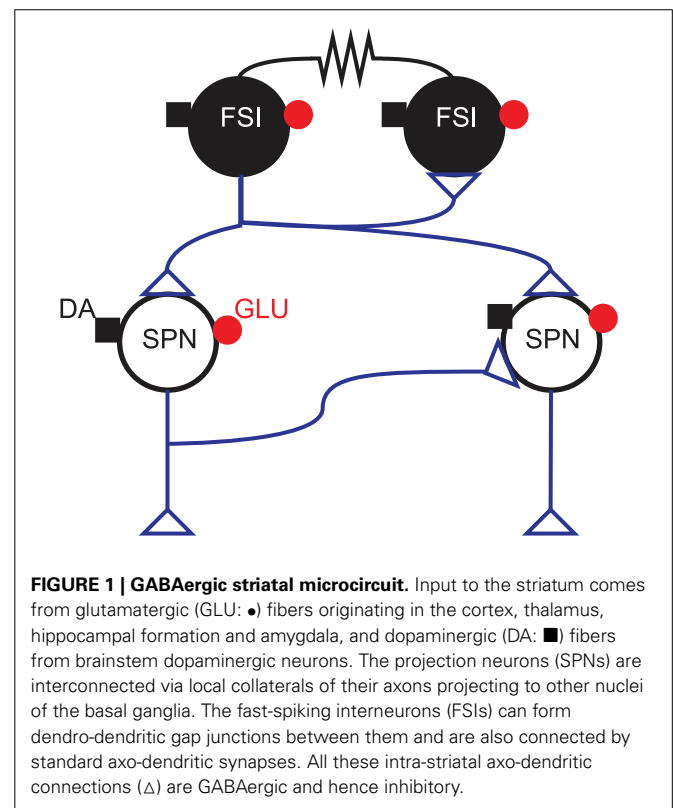 FSI FSI
DA GLU
SPN SPN
FIGURE 1 | GABAergic striatal microcircuit. Input to the striatum comes
from glutamatergic (GLU: ●) fibers originating in the cortex, thalamus,
hippocampal formation and amygdala, and dopaminergic (DA: ■) fibers
from brainstem dopaminergic neurons. The projection neurons (SPNs) are
interconnected via local collaterals of their axons projecting to other nuclei
of the basal ganglia. The fast-spiking interneurons (FSIs) can form
dendro-dendritic gap junctions between them and are also connected by
standard axo-dendritic synapses. All these intra-striatal axo-dendritic
connections (△) are GABAergic and hence inhibitory.